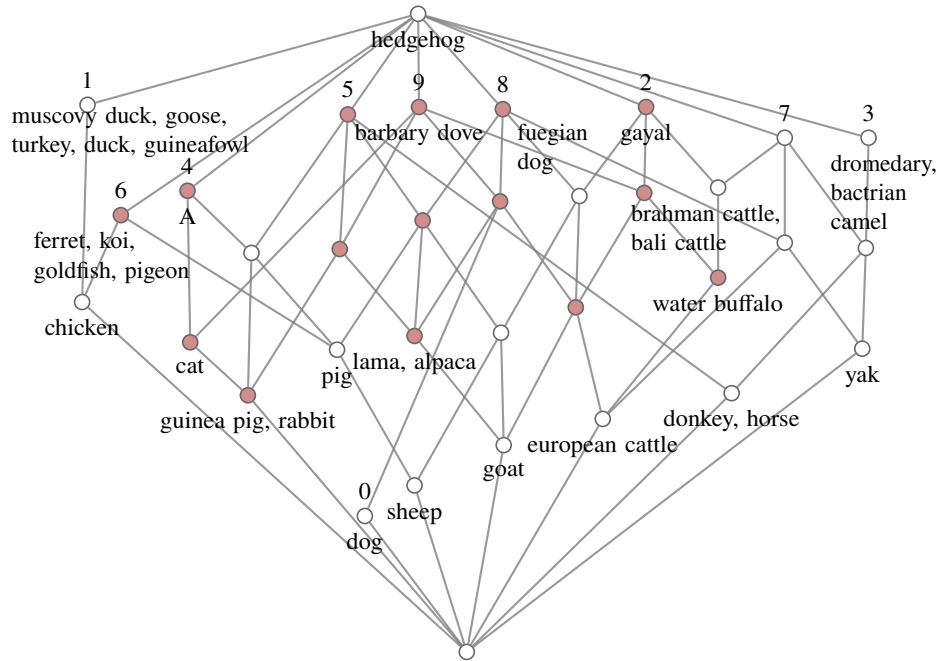 hedgehog
1
muscovy duck, goose,
turkey, duck, guineafowl
5
9
barbary dove
8
fuegian
dog
2
gayal
7
3
dromedary,
bactrian
camel
4
A
6
ferret, koi,
goldfish, pigeon
brahman cattle,
bali cattle
water buffalo
chicken
cat
pig
lama, alpaca
yak
guinea pig, rabbit
donkey, horse
european cattle
goat
0
dog
sheep